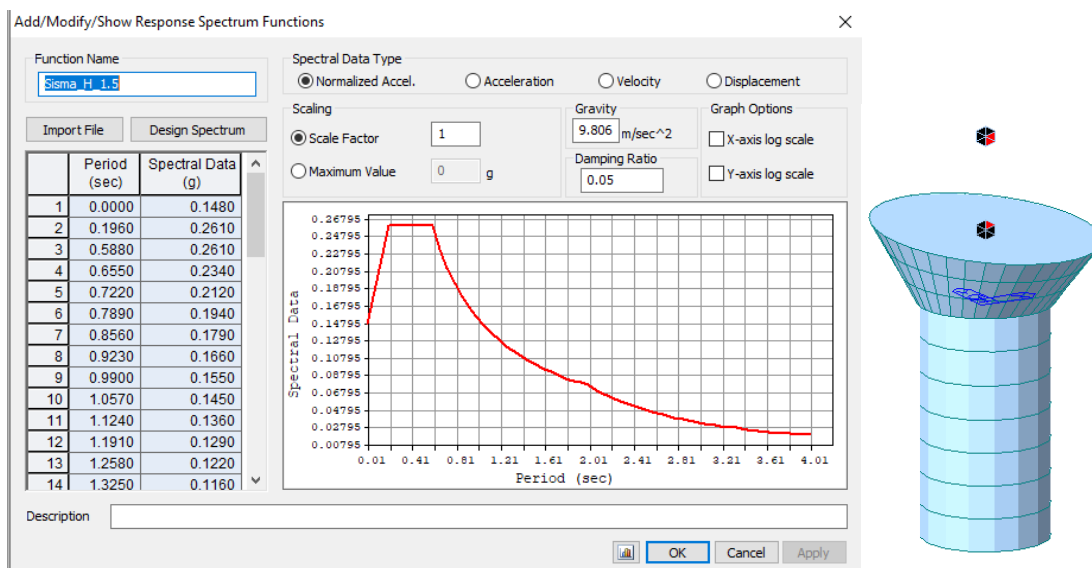 Add/Modify/Show Response Spectrum Functions
Function Name
Sisma_H_1.5
Import File Design Spectrum
Spectral Data Type
Normalized Accel. Acceleration Velocity Displacement
Scaling
Scale Factor 1
Maximum Value 0 g
Gravity
9.806 m/sec^2
Damping Ratio
0.05
Graph Options
X-axis log scale
Y-axis log scale
Period (sec) Spectral Data (g)
1 0.0000 0.1480
2 0.1960 0.2610
3 0.5880 0.2610
4 0.6550 0.2340
5 0.7220 0.2120
6 0.7890 0.1940
7 0.8560 0.1790
8 0.9230 0.1660
9 0.9900 0.1550
10 1.0570 0.1450
11 1.1240 0.1360
12 1.1910 0.1290
13 1.2580 0.1220
14 1.3250 0.1160
Spectral Data
0.26795
0.24795
0.22795
0.20795
0.18795
0.16795
0.14795
0.12795
0.10795
0.08795
0.06795
0.04795
0.02795
0.00795
0.01 0.41 0.81 1.21 1.61 2.01 2.41 2.81 3.21 3.61 4.01
Period (sec)
Description
OK Cancel Apply